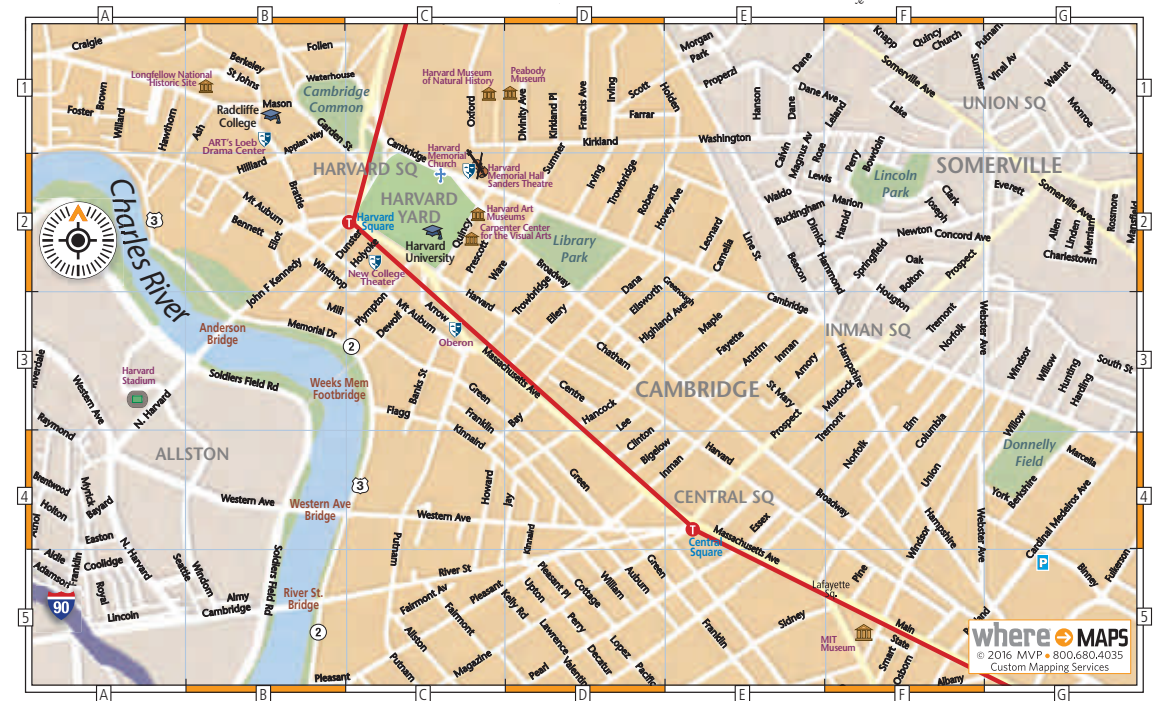 A
B
C
D
E
F
G
1
2
3
4
5
Craigie
Berkeley
St Johns
Follen
Waterhouse
Cambridge
Common
Longfellow National
Historic Site
Radcliffe
College
Mason
ART's Loeb
Drama Center
Foster
Brown
Willard
Hawthorn
Ash
Appian Way
Garden St
Hilliard
Brattle
Harvard Museum
of Natural History
Peabody
Museum
Oxford
Divinity Ave
Kirkland Pl
Francis Ave
Irving
Scott
Farrar
Holden
Kirkland
Cambridge
Harvard
Memorial
Church
Harvard
Memorial Hall
Sanders Theatre
Sumner
Irving
Trowbridge
Roberts
Harvey Ave
Morgan
Park
Properzi
Hanson
Dane
Dane
Dane Ave
Leland
Washington
Knapp
Quincy
Church
Putnam
Somerville Ave
Sumner
Vinal Av
Walnut
Boston
Monroe
Lake
UNION SQ
SOMERVILLE
Calvin
Magnus Av
Rose
Perry
Bowdoin
Lewis
Lincoln
Park
Waldo
Buckingham
Marion
Harold
Dimick
Clrk
Joseph
Everett
Somerville Ave
Rossmore
Mansfield
Allen
Linden
Merriam
Charlestown
Newton
Concord Ave
HARVARD SQ
HARVARD
YARD
Harvard
Square
Harvard
University
Harvard Art
Museums
Carpenter Center
for the Visual Arts
Quincy
Prescott
Ware
Library
Park
Broadway
Trowbridge
Ellery
Charles River
3
Mt. Auburn
Bennett
Eliot
Dunster
Holyoke
New College
Theater
Winthrop
John F Kennedy
Mill
Plympton
Dewolf
Mt Auburn
Arrow
Harvard
Oberon
Memorial Dr
2
Leonard
Camelia
Line St
Beacon
Hammond
Springfield
Oak
Bolton
Houghton
Prospect
Dana
Ellsworth
Greenough
Highland Ave
Maple
Fayette
Antrim
Inman
Amory
Cambridge
INMAN SQ
Tremont
Norfolk
Webster Ave
Windsor
Willow
Hunting
Harding
South St
Anderson
Bridge
Soldiers Field Rd
Weeks Mem
Footbridge
Harvard
Stadium
Western Ave
N. Harvard
Raymond
ALLSTON
Banks St
Flagg
Massachusetts Ave
Green
Franklin
Kinnaird
Bay
Centre
Chatham
CAMBRIDGE
Hancock
Lee
Clinton
Bigelow
Inman
Harvard
St Mary
Prospect
Hampshire
Murdock
Tremont
Norfolk
Elm
Columbia
Union
Willow
Donnelly
Field
York
Berkshire
Marcella
Cardinal Medeiros Ave
Brentwood
Holton
Myrick
Bayard
Easton
Aldie
Adamson
Franklin
Coolidge
Royal
N. Harvard
Lincoln
90
Seattle
Windom
Almy
Cambridge
Western Ave
Western Ave
Bridge
3
Soldiers Field Rd
River St.
Bridge
2
Pleasant
Western Ave
Howard
Jay
Green
Kinnaird
Putnam
River St
Fairmont Av
Fairmont
Allston
Putnam
Magazine
Pleasant
Kelly Rd
Upton
Pleasant Pl
Cottage
William
Auburn
Green
Perry
Lawrence
Valentine
Decatur
Lopez
Pacific
Pearl
CENTRAL SQ
Central
Square
Essex
Massachusetts Ave
Broadway
Windsor
Hampshire
Webster Ave
P
Binney
Fulkerson
Franklin
Sidney
Lafayette
Sq.
Pine
MIT
Museum
Main
State
Smart
Osborn
Albany
where MAPS
© 2016 MVP • 800.680.4035
Custom Mapping Services
A
B
C
D
E
F
G